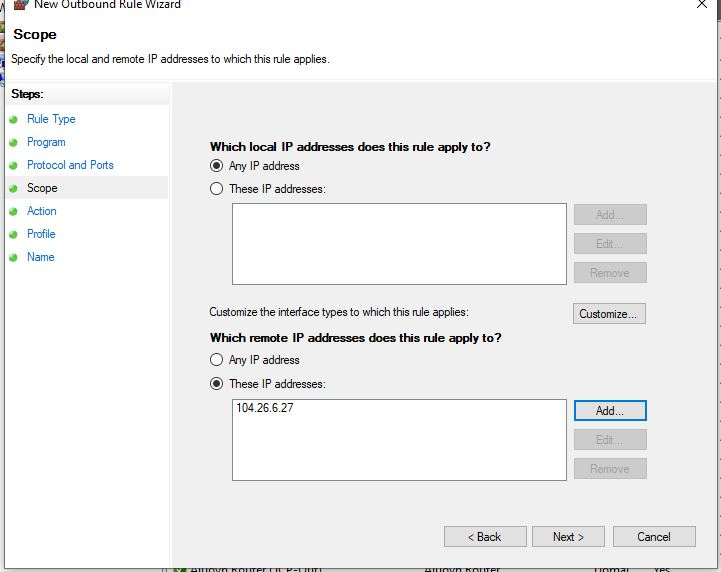 New Outbound Rule Wizard
Scope
Specify the local and remote IP addresses to which this rule applies.
Steps:
Rule Type
Program
Protocol and Ports
Scope
Action
Profile
Name
Which local IP addresses does this rule apply to?
Any IP address
These IP addresses:
Add...
Edit...
Remove
Customize the interface types to which this rule applies:
Customize...
Which remote IP addresses does this rule apply to?
Any IP address
These IP addresses:
104.26.6.27
Add...
Edit...
Remove
< Back
Next >
Cancel